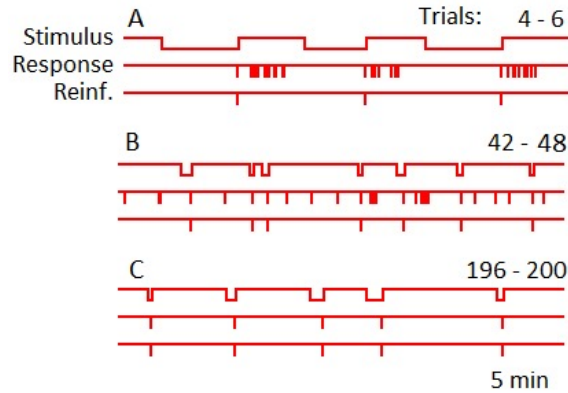 A Trials: 4 - 6
Stimulus
Response
Reinf.
B 42 - 48
C 196 - 200
5 min